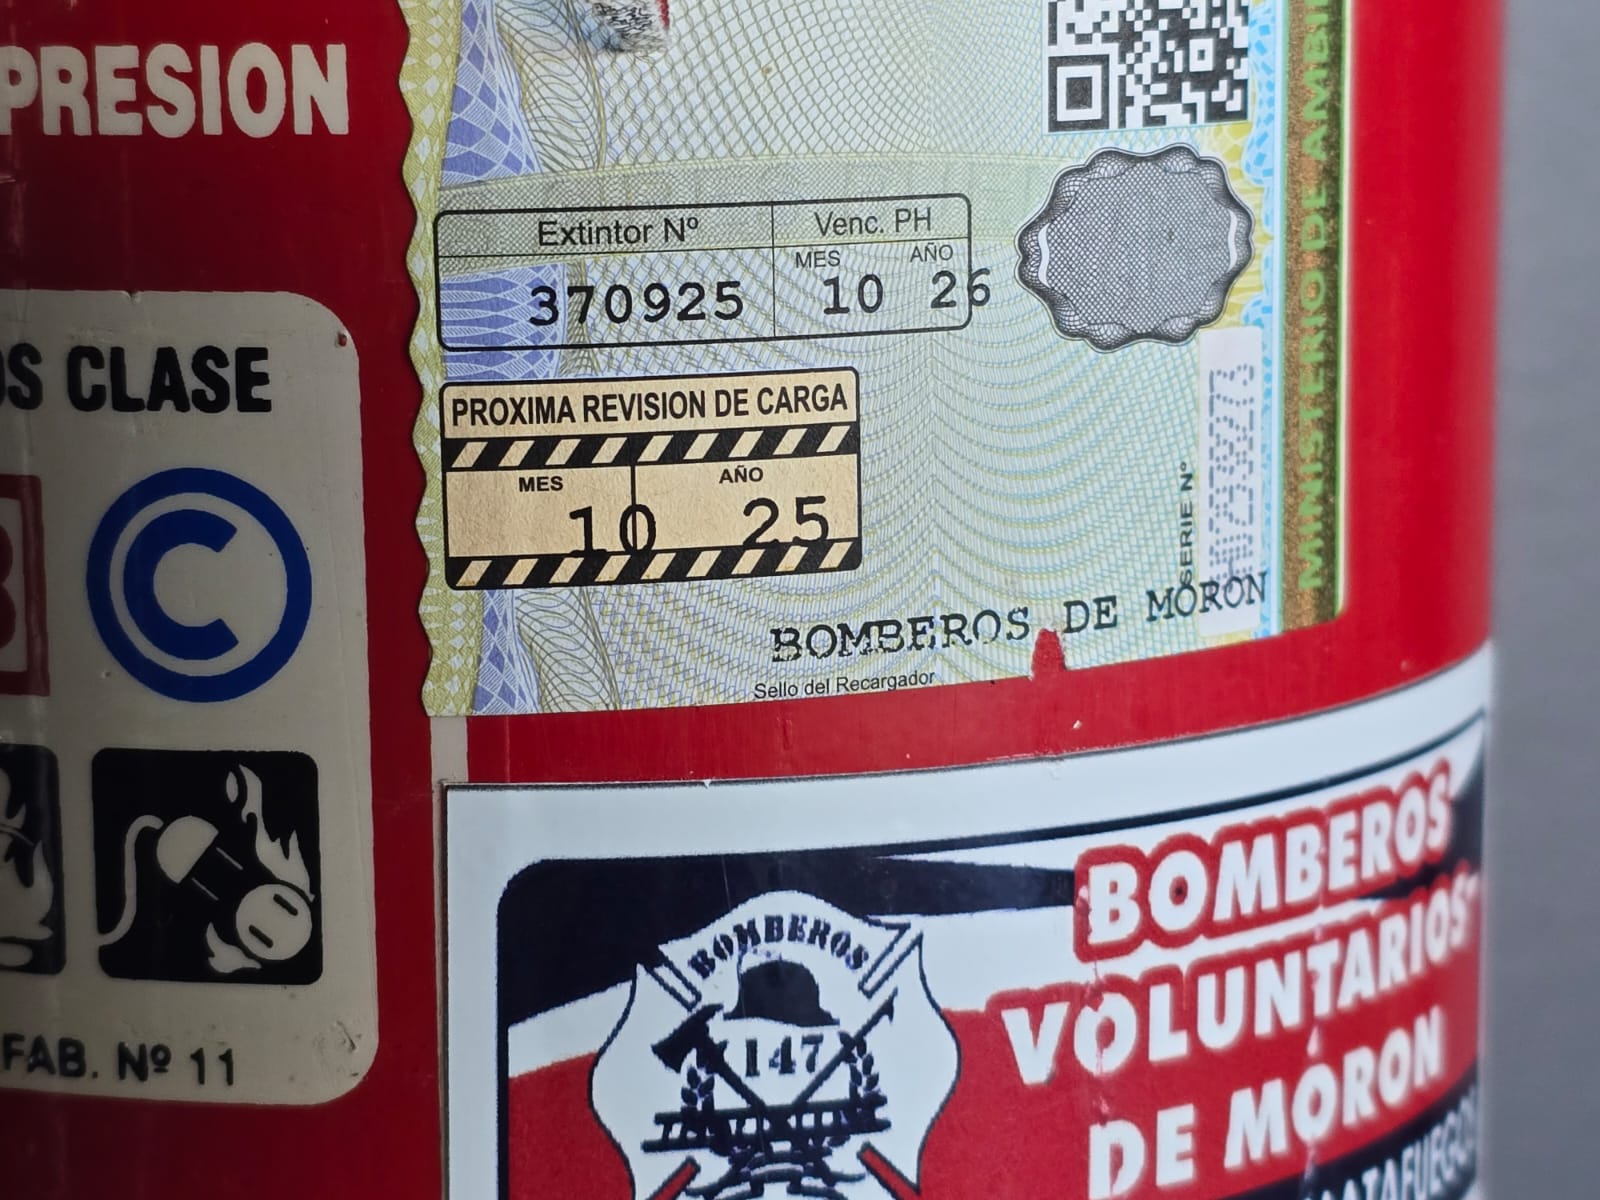 PRESION
Extintor Nº
Venc. PH
MES AÑO
370925
10 26
PROXIMA REVISION DE CARGA
MES AÑO
10 25
SERIE Nº
BOMBEROS DE MORON
Sello del Recargador
MINISTERIO DE
CLASE
C
FAB. Nº 11
BOMBEROS
147
BOMBEROS
VOLUNTARIOS
DE MORON